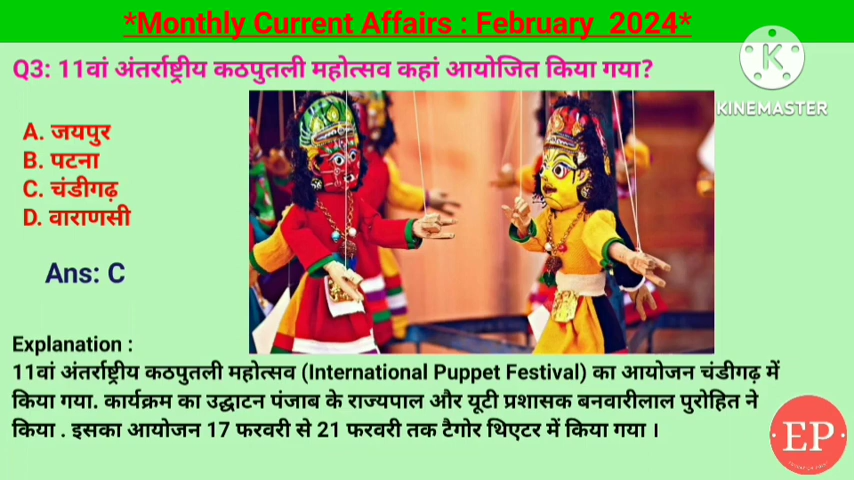 *Monthly Current Affairs : February 2024*
Q3: 11वां अंतर्राष्ट्रीय कठपुतली महोत्सव कहां आयोजित किया गया?
KINEMASTER
A. जयपुर
B. पटना
C. चंडीगढ़
D. वाराणसी
Ans: C
Explanation :
11वां अंतर्राष्ट्रीय कठपुतली महोत्सव (International Puppet Festival) का आयोजन चंडीगढ़ में
किया गया. कार्यक्रम का उद्घाटन पंजाब के राज्यपाल और यूटी प्रशासक बनवारीलाल पुरोहित ने
किया . इसका आयोजन 17 फरवरी से 21 फरवरी तक टैगोर थिएटर में किया गया ।
EP